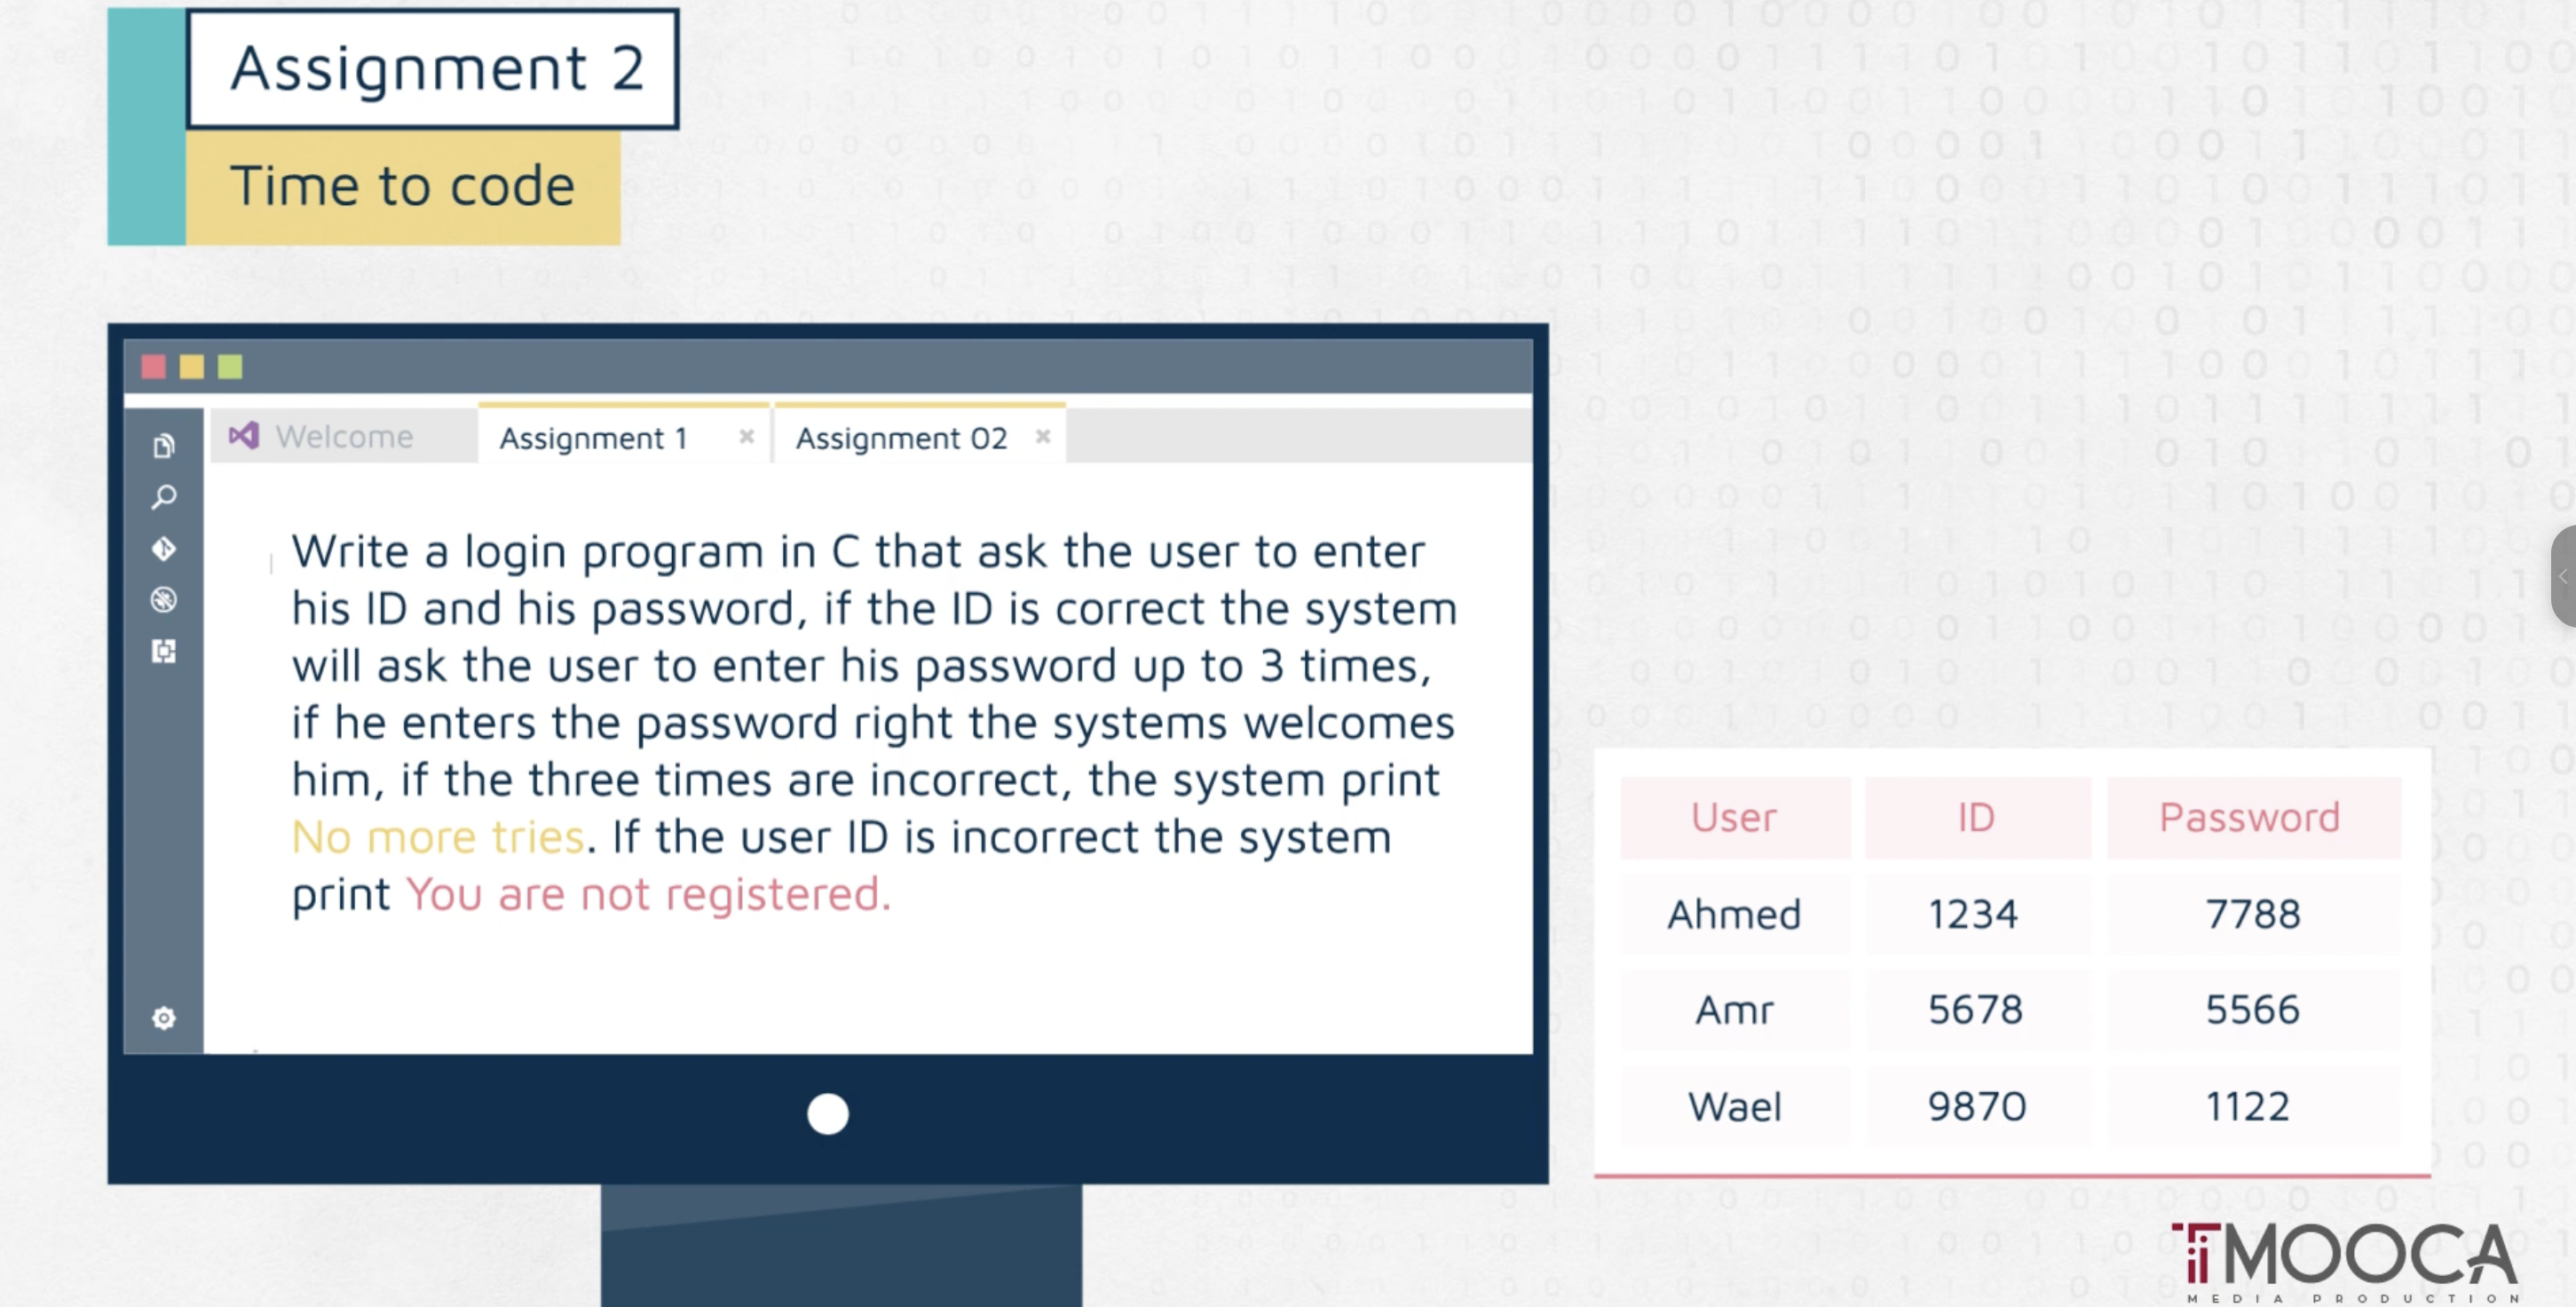 Assignment 2
Time to code
Welcome
Assignment 1
Assignment 02
Write a login program in C that ask the user to enter
his ID and his password, if the ID is correct the system
will ask the user to enter his password up to 3 times,
if he enters the password right the systems welcomes
him, if the three times are incorrect, the system print
No more tries. If the user ID is incorrect the system
print You are not registered.
User ID Password
Ahmed 1234 7788
Amr 5678 5566
Wael 9870 1122
MOOCA
MEDIA PRODUCTION